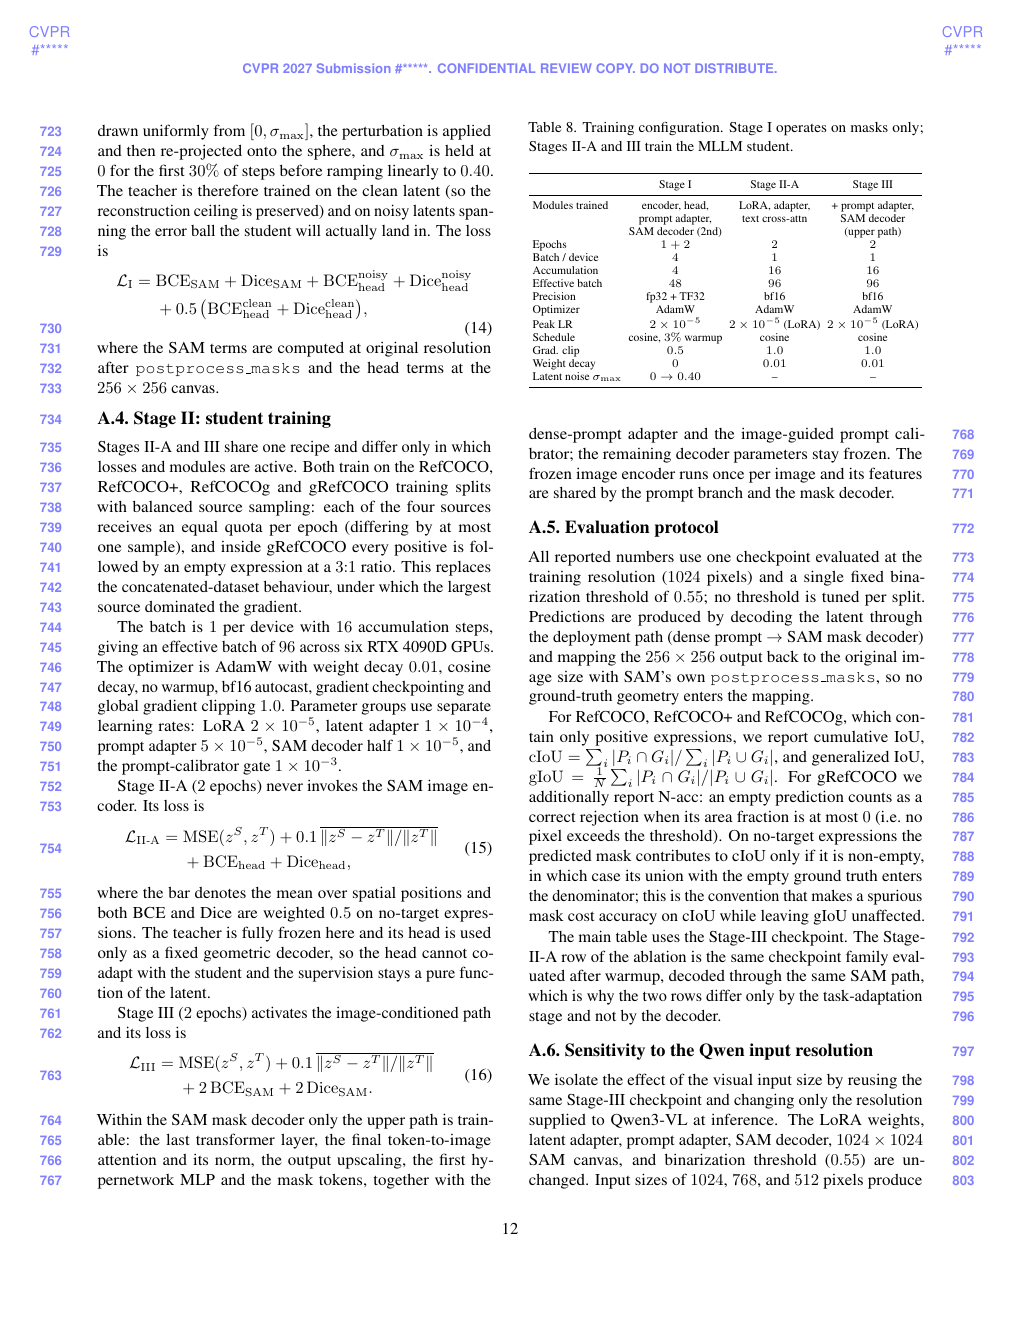 CVPR
#*****
CVPR
#*****
CVPR 2027 Submission #*****. CONFIDENTIAL REVIEW COPY. DO NOT DISTRIBUTE.
723 drawn uniformly from [0, σmax], the perturbation is applied
724 and then re-projected onto the sphere, and σmax is held at
725 0 for the first 30% of steps before ramping linearly to 0.40.
726 The teacher is therefore trained on the clean latent (so the
727 reconstruction ceiling is preserved) and on noisy latents span-
728 ning the error ball the student will actually land in. The loss
729 is
ℒI = BCESAM + DiceSAM + BCE^noisy_head + Dice^noisy_head
+ 0.5 (BCE^clean_head + Dice^clean_head),
730 (14)
731 where the SAM terms are computed at original resolution
732 after postprocess_masks and the head terms at the
733 256 × 256 canvas.
734 A.4. Stage II: student training
735 Stages II-A and III share one recipe and differ only in which
736 losses and modules are active. Both train on the RefCOCO,
737 RefCOCO+, RefCOCOg and gRefCOCO training splits
738 with balanced source sampling: each of the four sources
739 receives an equal quota per epoch (differing by at most
740 one sample), and inside gRefCOCO every positive is fol-
741 lowed by an empty expression at a 3:1 ratio. This replaces
742 the concatenated-dataset behaviour, under which the largest
743 source dominated the gradient.
744 The batch is 1 per device with 16 accumulation steps,
745 giving an effective batch of 96 across six RTX 4090D GPUs.
746 The optimizer is AdamW with weight decay 0.01, cosine
747 decay, no warmup, bf16 autocast, gradient checkpointing and
748 global gradient clipping 1.0. Parameter groups use separate
749 learning rates: LoRA 2 × 10⁻⁵, latent adapter 1 × 10⁻⁴,
750 prompt adapter 5 × 10⁻⁵, SAM decoder half 1 × 10⁻⁵, and
751 the prompt-calibrator gate 1 × 10⁻³.
752 Stage II-A (2 epochs) never invokes the SAM image en-
753 coder. Its loss is
754 ℒII-A = MSE(z^S, z^T) + 0.1 ‖z^S − z^T‖/‖z^T‖
+ BCEhead + Dicehead, (15)
755 where the bar denotes the mean over spatial positions and
756 both BCE and Dice are weighted 0.5 on no-target expres-
757 sions. The teacher is fully frozen here and its head is used
758 only as a fixed geometric decoder, so the head cannot co-
759 adapt with the student and the supervision stays a pure func-
760 tion of the latent.
761 Stage III (2 epochs) activates the image-conditioned path
762 and its loss is
763 ℒIII = MSE(z^S, z^T) + 0.1 ‖z^S − z^T‖/‖z^T‖
+ 2 BCESAM + 2 DiceSAM. (16)
764 Within the SAM mask decoder only the upper path is train-
765 able: the last transformer layer, the final token-to-image
766 attention and its norm, the output upscaling, the first hy-
767 pernetwork MLP and the mask tokens, together with the
Table 8. Training configuration. Stage I operates on masks only;
Stages II-A and III train the MLLM student.
Stage I Stage II-A Stage III
Modules trained encoder, head, LoRA, adapter, + prompt adapter,
prompt adapter, text cross-attn SAM decoder
SAM decoder (2nd) (upper path)
Epochs 1 + 2 2 2
Batch / device 4 1 1
Accumulation 4 16 16
Effective batch 48 96 96
Precision fp32 + TF32 bf16 bf16
Optimizer AdamW AdamW AdamW
Peak LR 2 × 10⁻⁵ 2 × 10⁻⁵ (LoRA) 2 × 10⁻⁵ (LoRA)
Schedule cosine, 3% warmup cosine cosine
Grad. clip 0.5 1.0 1.0
Weight decay 0 0.01 0.01
Latent noise σmax 0 → 0.40 – –
dense-prompt adapter and the image-guided prompt cali- 768
brator; the remaining decoder parameters stay frozen. The 769
frozen image encoder runs once per image and its features 770
are shared by the prompt branch and the mask decoder. 771
A.5. Evaluation protocol 772
All reported numbers use one checkpoint evaluated at the 773
training resolution (1024 pixels) and a single fixed bina- 774
rization threshold of 0.55; no threshold is tuned per split. 775
Predictions are produced by decoding the latent through 776
the deployment path (dense prompt → SAM mask decoder) 777
and mapping the 256 × 256 output back to the original im- 778
age size with SAM's own postprocess_masks, so no 779
ground-truth geometry enters the mapping. 780
For RefCOCO, RefCOCO+ and RefCOCOg, which con- 781
tain only positive expressions, we report cumulative IoU, 782
cIoU = ∑i |Pi ∩ Gi|/ ∑i |Pi ∪ Gi|, and generalized IoU, 783
gIoU = 1/N ∑i |Pi ∩ Gi|/|Pi ∪ Gi|. For gRefCOCO we 784
additionally report N-acc: an empty prediction counts as a 785
correct rejection when its area fraction is at most 0 (i.e. no 786
pixel exceeds the threshold). On no-target expressions the 787
predicted mask contributes to cIoU only if it is non-empty, 788
in which case its union with the empty ground truth enters 789
the denominator; this is the convention that makes a spurious 790
mask cost accuracy on cIoU while leaving gIoU unaffected. 791
The main table uses the Stage-III checkpoint. The Stage- 792
II-A row of the ablation is the same checkpoint family eval- 793
uated after warmup, decoded through the same SAM path, 794
which is why the two rows differ only by the task-adaptation 795
stage and not by the decoder. 796
A.6. Sensitivity to the Qwen input resolution 797
We isolate the effect of the visual input size by reusing the 798
same Stage-III checkpoint and changing only the resolution 799
supplied to Qwen3-VL at inference. The LoRA weights, 800
latent adapter, prompt adapter, SAM decoder, 1024 × 1024 801
SAM canvas, and binarization threshold (0.55) are un- 802
changed. Input sizes of 1024, 768, and 512 pixels produce 803
12